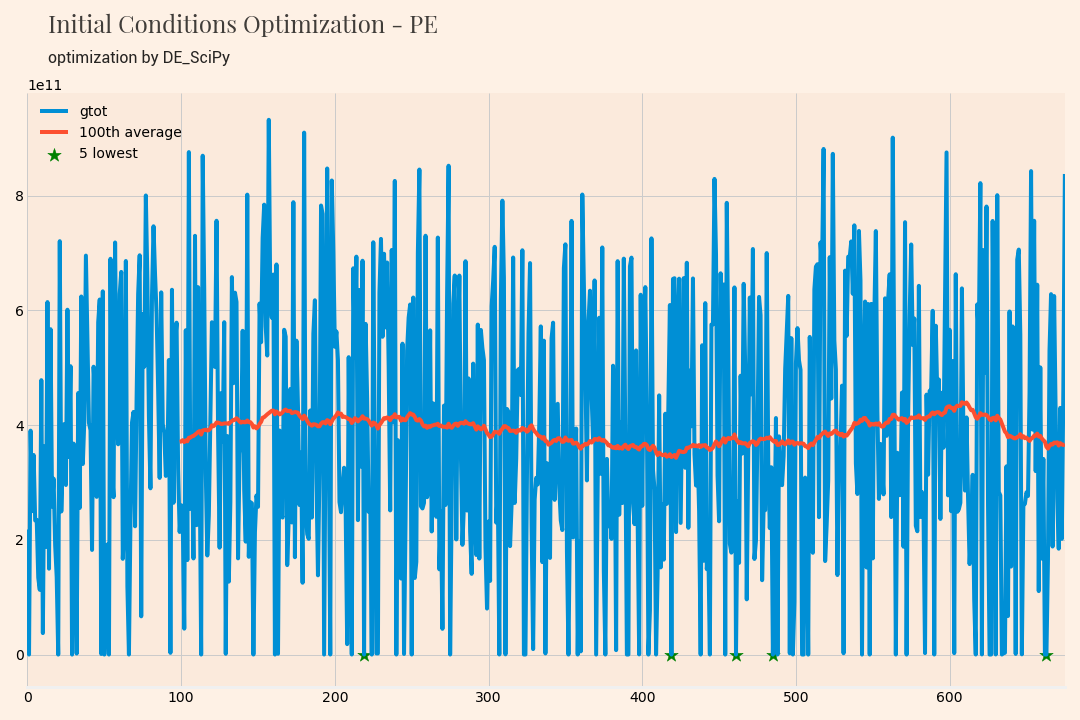 Initial Conditions Optimization - PE
optimization by DE_SciPy
1e11
gtot
100th average
5 lowest
8
6
4
2
0
0 100 200 300 400 500 600